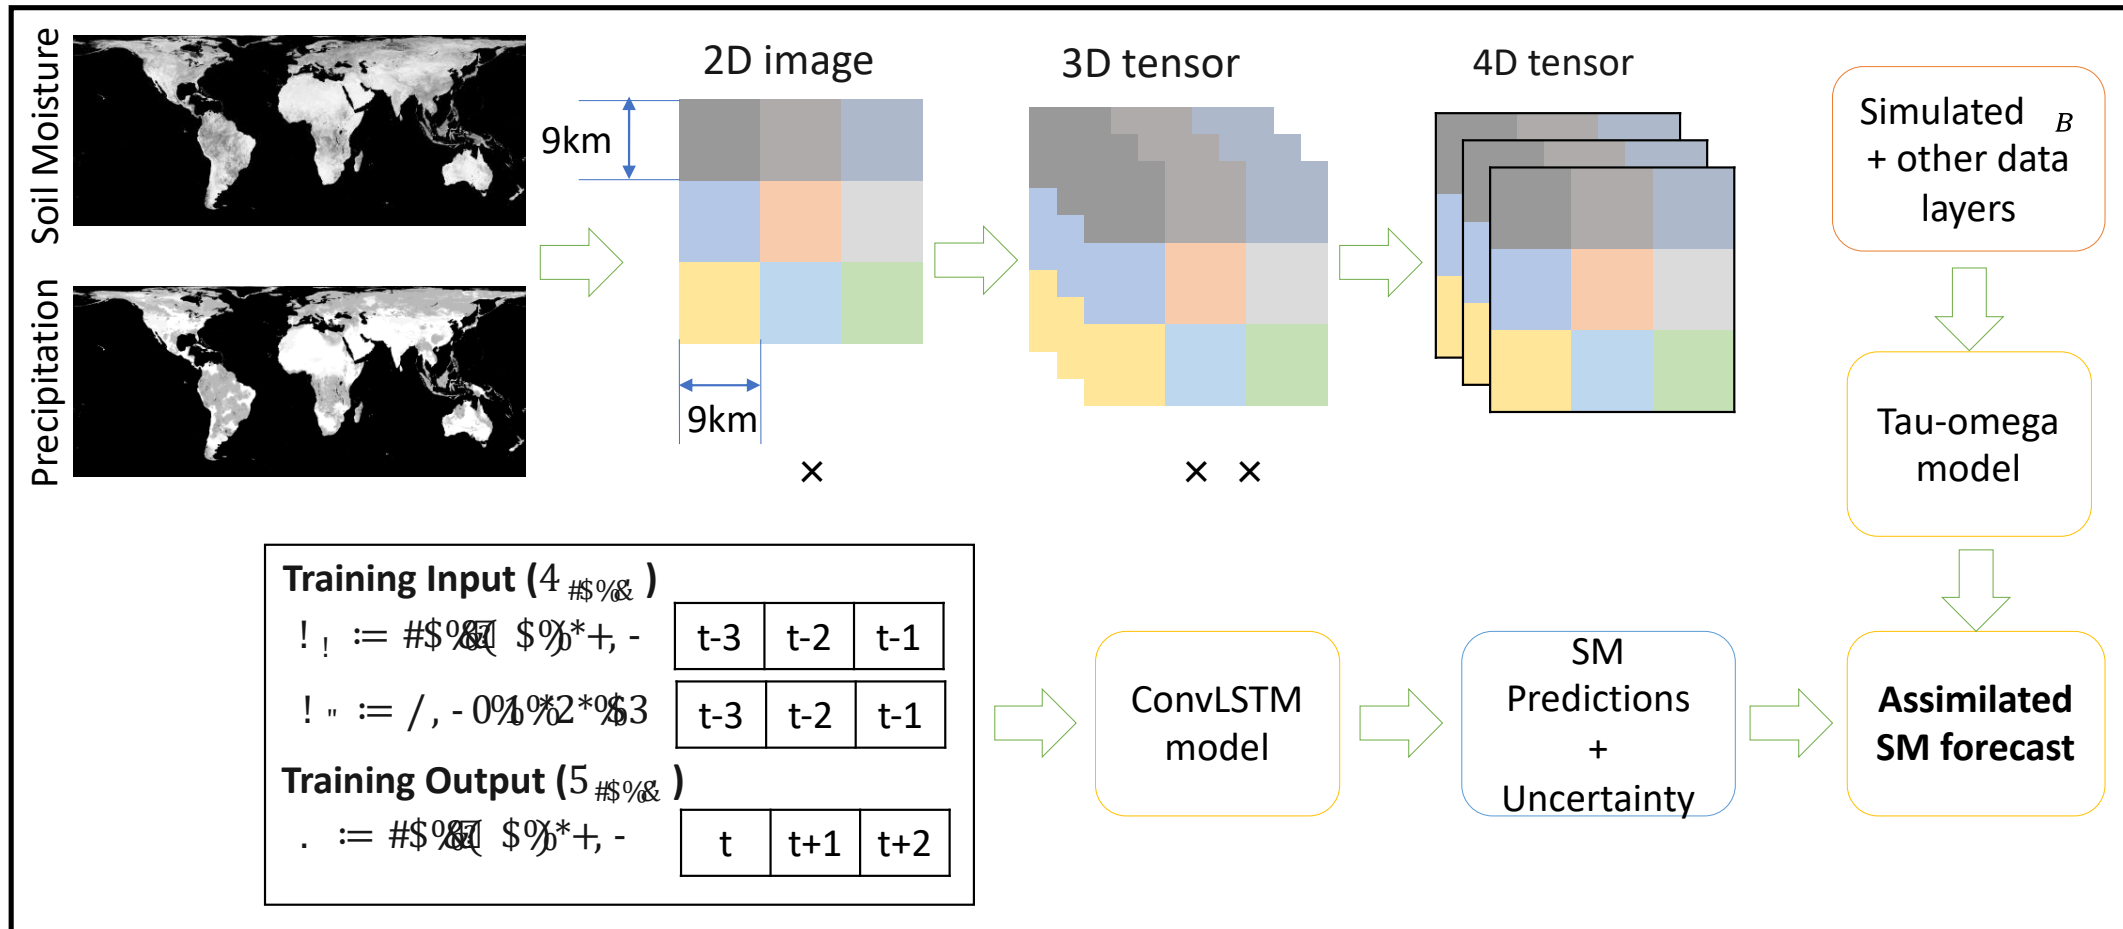 Soil Moisture
Precipitation
2D image
3D tensor
4D tensor
9km
9km
×
× ×
Simulated B
+ other data
layers
Tau-omega
model
Training Input (4 #$%& )
t-3 t-2 t-1
t-3 t-2 t-1
Training Output (5 #$%& )
t t+1 t+2
ConvLSTM
model
SM
Predictions
+
Uncertainty
Assimilated
SM forecast